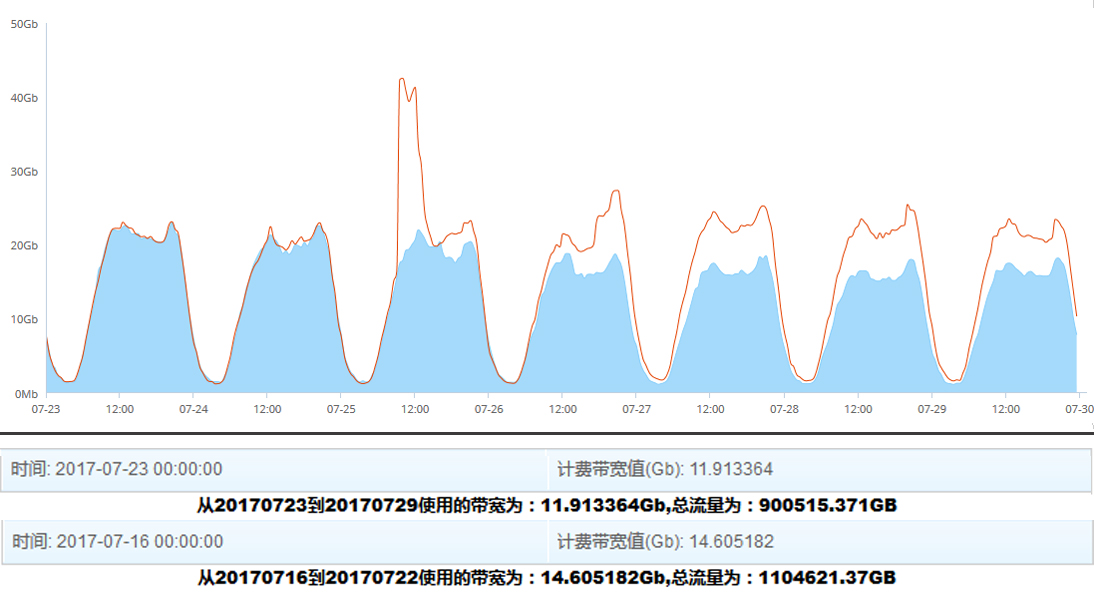 50Gb
40Gb
30Gb
20Gb
10Gb
0Mb
07-23 12:00 07-24 12:00 07-25 12:00 07-26 12:00 07-27 12:00 07-28 12:00 07-29 12:00 07-30
时间: 2017-07-23 00:00:00 计费带宽值(Gb): 11.913364
从20170723到20170729使用的带宽为：11.913364Gb,总流量为：900515.371GB
时间: 2017-07-16 00:00:00 计费带宽值(Gb): 14.605182
从20170716到20170722使用的带宽为：14.605182Gb,总流量为：1104621.37GB